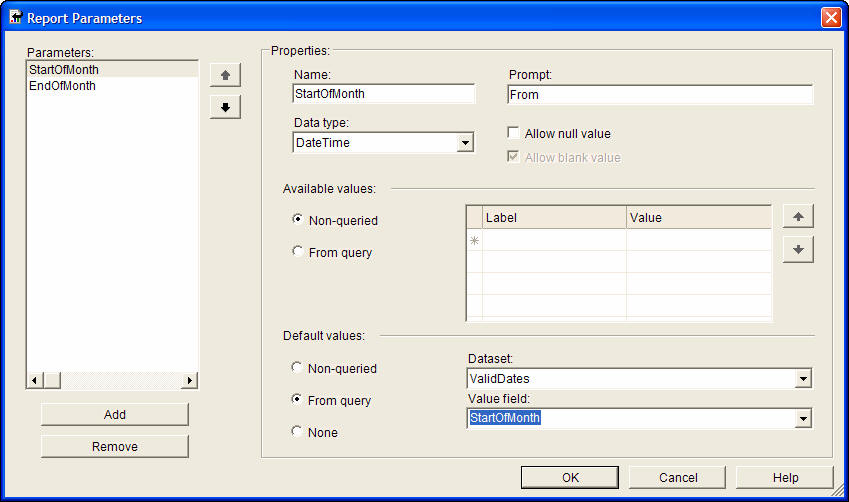 Report Parameters
Parameters:
StartOfMonth
EndOfMonth
Add
Remove
Properties:
Name:
StartOfMonth
Prompt:
From
Data type:
DateTime
Allow null value
Allow blank value
Available values:
Non-queried
From query
Label Value
Default values:
Non-queried
From query
None
Dataset:
ValidDates
Value field:
StartOfMonth
OK Cancel Help